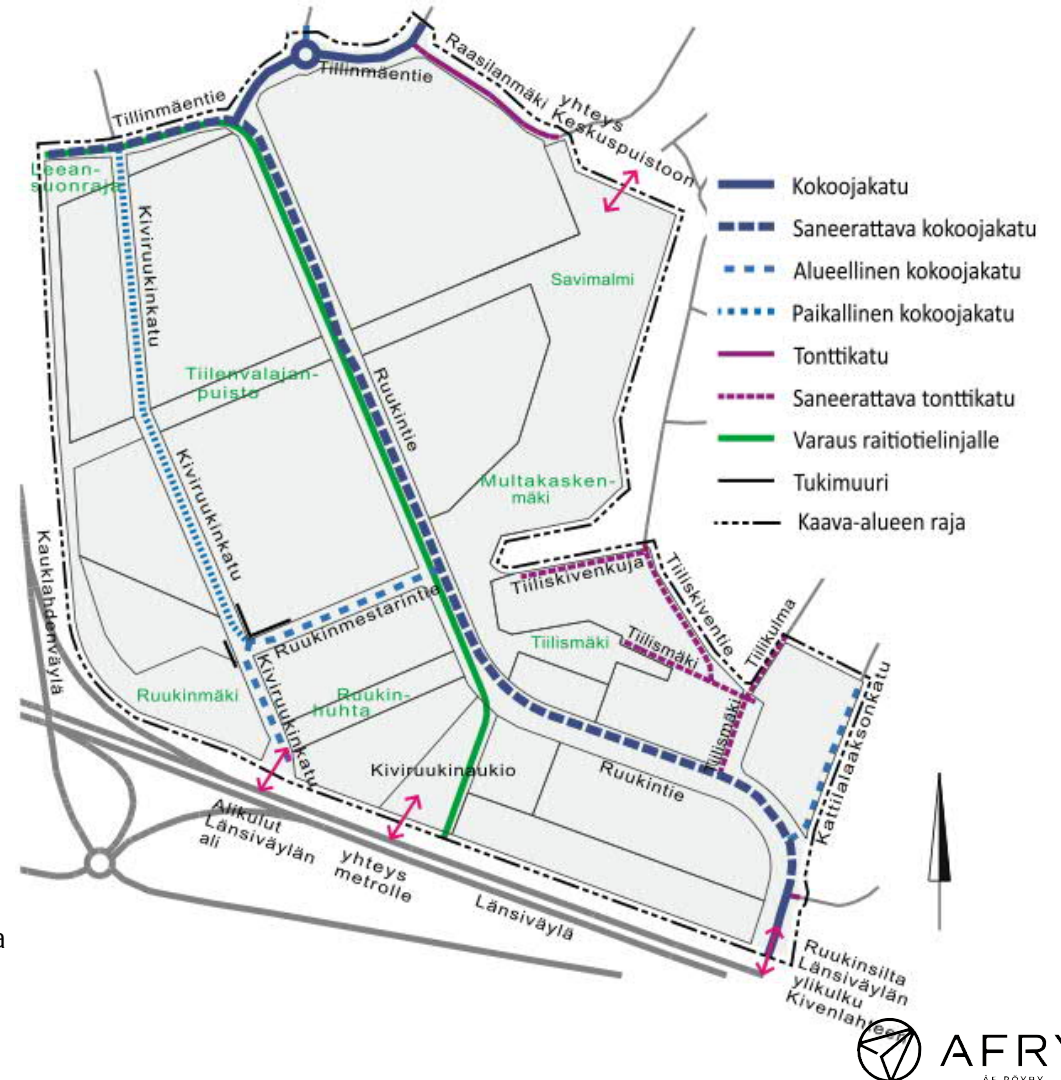 Tillinmäentie
Raasilanmäki
yhteys
Keskuspuistoon
Tillinmäentie
Leean-
suonraja
Kiviruukinkatu
Savimalmi
Tiilenvalajan-
puisto
Ruukintie
Kiviruukinkatu
Multakasken-
mäki
Kauklahdenväylä
Tiiliskivenkuja
Tiiliskiventie
Tiilikulma
Ruukinmestarintie
Tiilismäki
Tiilismäki
Tiilismäki
Kattilalaaksonkatu
Ruukinmäki
Kiviruukinkatu
Ruukin-
huhta
Kiviruukinaukio
Ruukintie
Alikulut
Länsiväylän
ali
yhteys
metrolle
Länsiväylä
Ruukinsilta
Länsiväylän
ylikulku
Kivenlahteen
Kokoojakatu
Saneerattava kokoojakatu
Alueellinen kokoojakatu
Paikallinen kokoojakatu
Tonttikatu
Saneerattava tonttikatu
Varaus raitiotielinjalle
Tukimuuri
Kaava-alueen raja
a
AFRY
ÅF PÖYRY